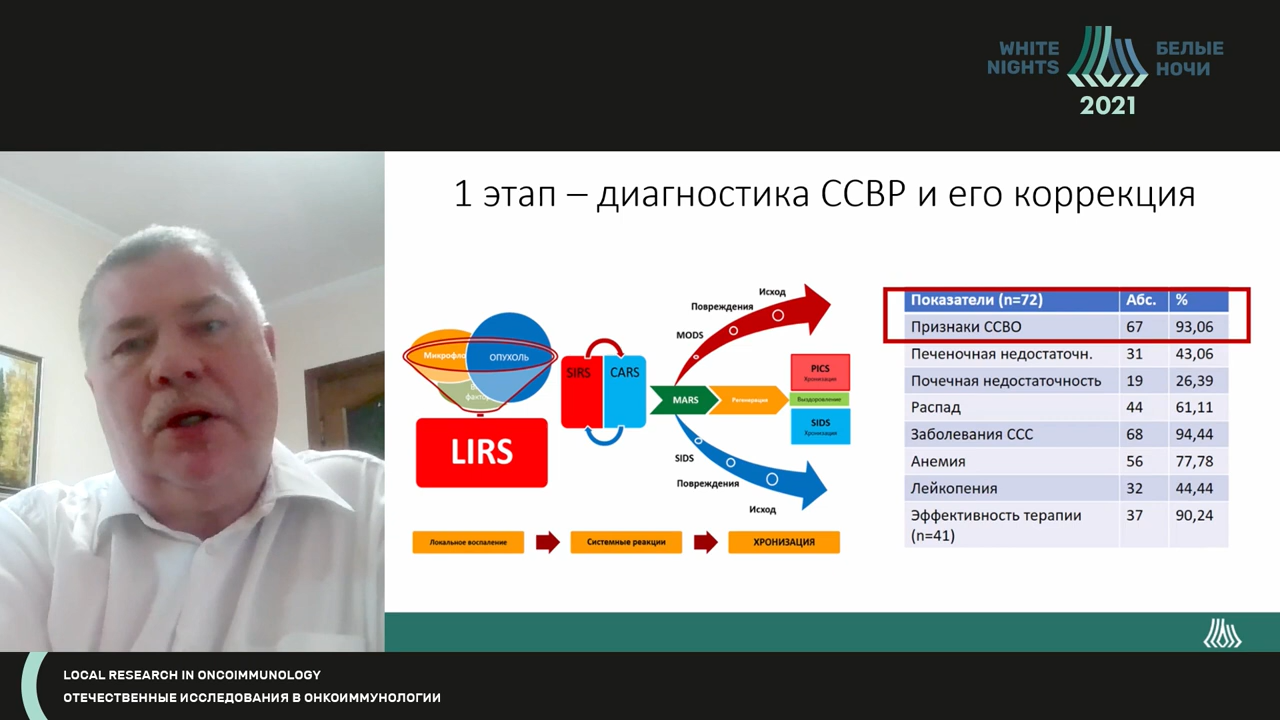 WHITE
NIGHTS
БЕЛЫЕ
НОЧИ
2021
1 этап – диагностика ССВР и его коррекция
ОПУХОЛЬ
LIRS
SIRS
CARS
MODS
Повреждения
Исход
MARS
Регенерация
PICS
Хронизация
Выздоровление
SIDS
Хронизация
SIDS
Повреждения
Исход
Локальное воспаление
Системные реакции
ХРОНИЗАЦИЯ
Показатели (n=72) Абс. %
Признаки ССВО 67 93,06
Печеночная недостаточн. 31 43,06
Почечная недостаточность 19 26,39
Распад 44 61,11
Заболевания ССС 68 94,44
Анемия 56 77,78
Лейкопения 32 44,44
Эффективность терапии 37 90,24
(n=41)
LOCAL RESEARCH IN ONCOIMMUNOLOGY
ОТЕЧЕСТВЕННЫЕ ИССЛЕДОВАНИЯ В ОНКОИММУНОЛОГИИ